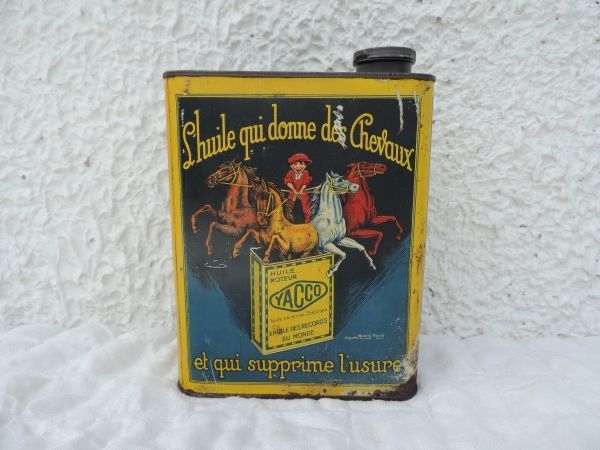 L'huile qui donne des Chevaux
HUILE
MOTEUR
YACCO
L'HUILE DES RECORDS
DU MONDE
et qui supprime l'usure